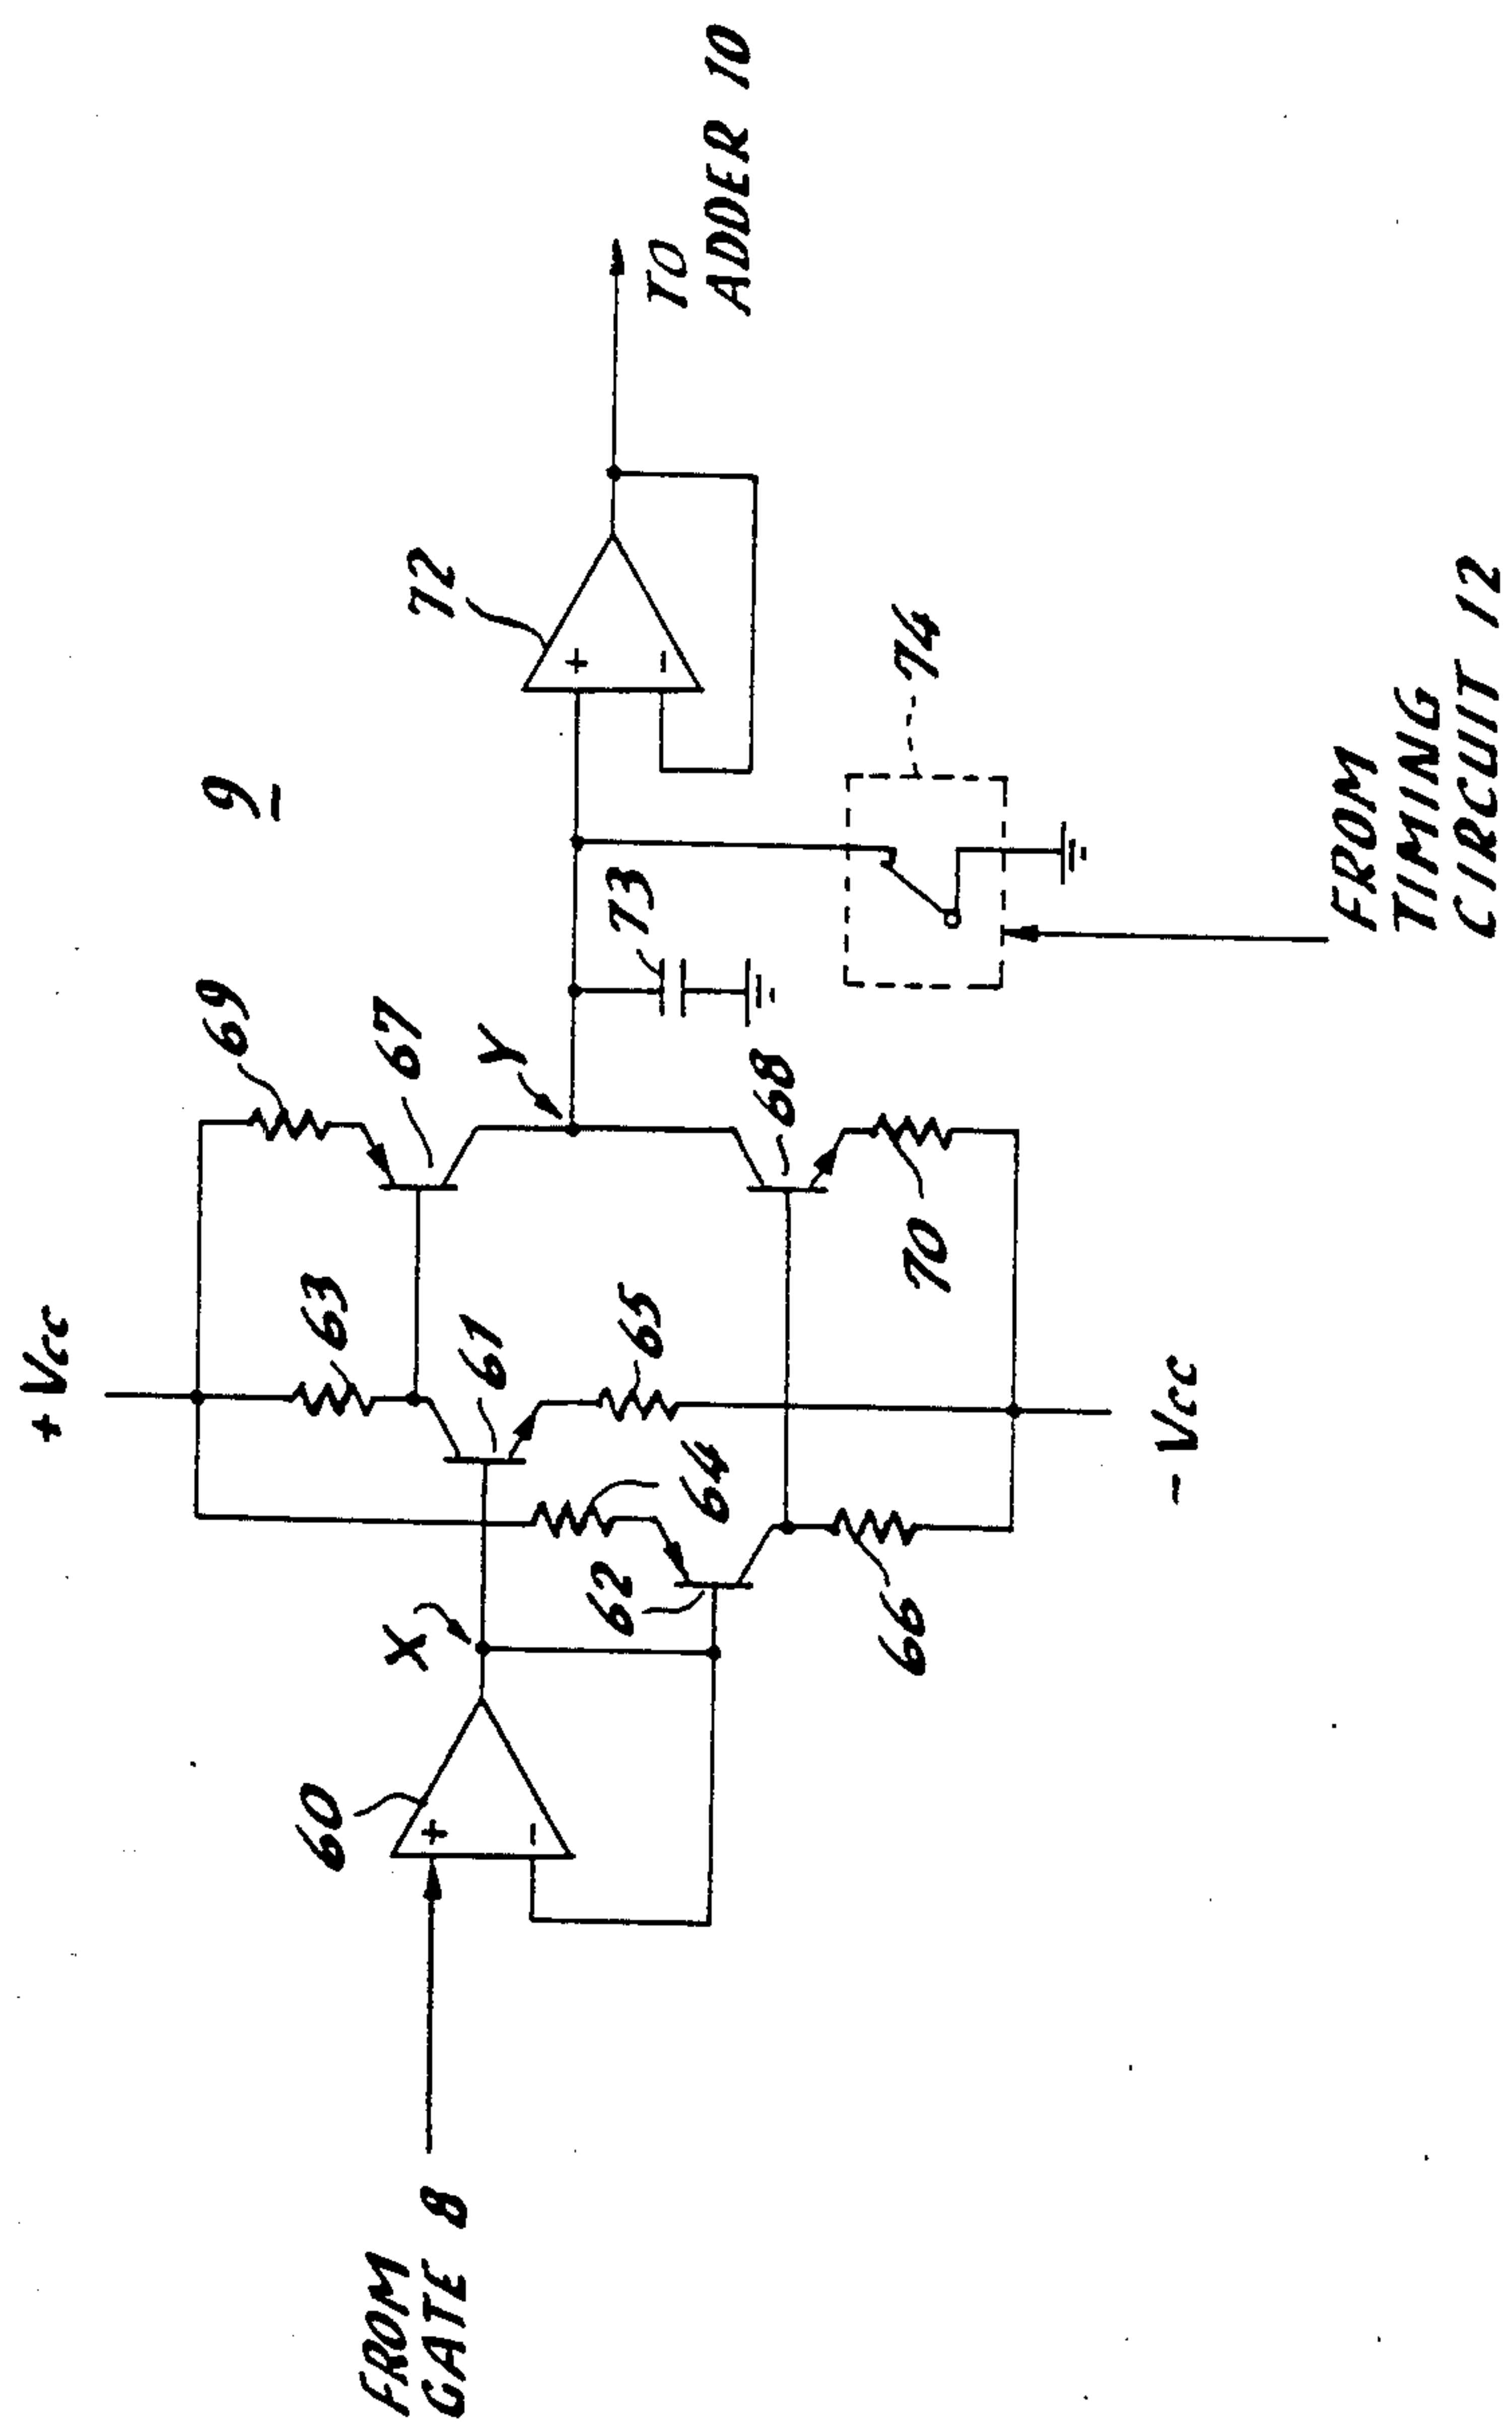 9
+ Vcc
69
63
67
Y
72
TO
ADDER 10
60
+
-
X
61
65
64
62
66
68
70
73
+
-
74
FROM
GATE 8
- Vcc
FROM
TIMING
CIRCUIT 12